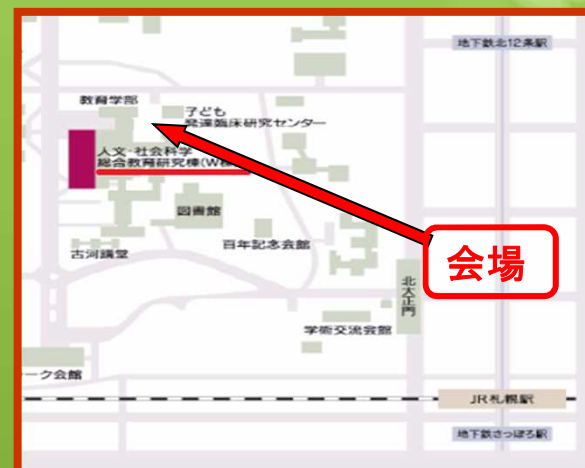 地下鉄北12条駅
教育学部
子ども
発達臨床研究センター
人文・社会科学
総合教育研究棟(W棟
図書館
古河講堂
百年記念会館
会場
北大正門
学術交流会館
ーク会館
JR札幌駅
地下鉄さっぽろ駅